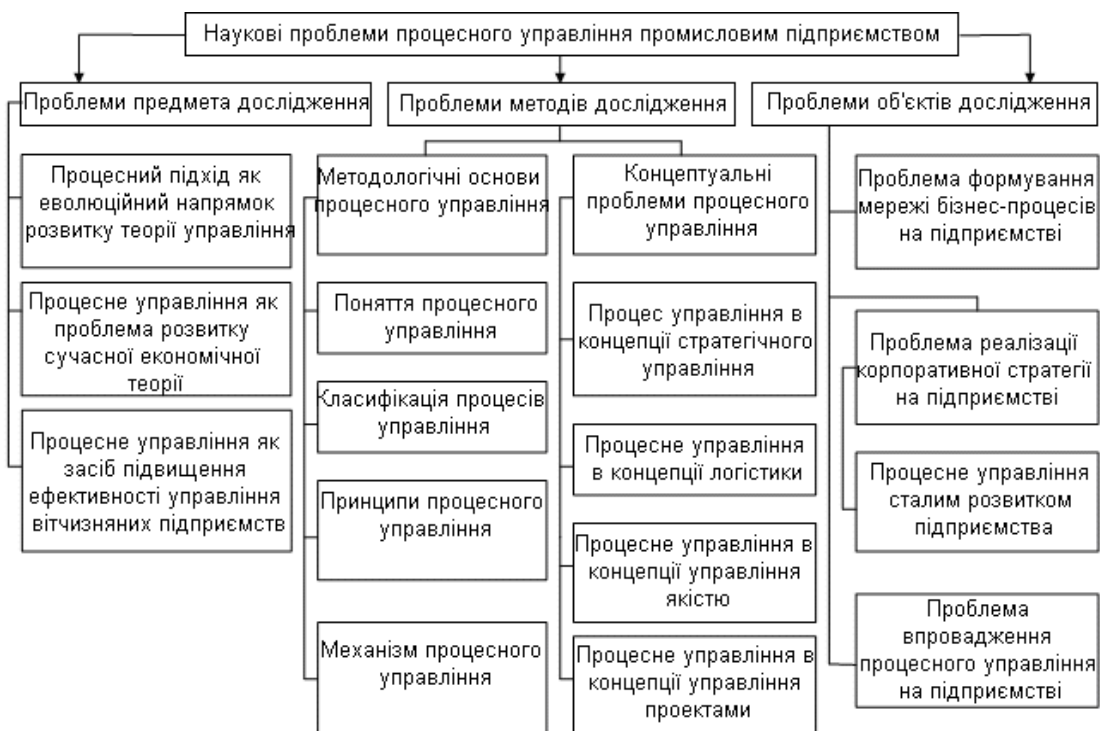 Наукові проблеми процесного управління промисловим підприємством
Проблеми предмета дослідження
Процесний підхід як
еволюційний напрямок
розвитку теорії управління
Процесне управління як
проблема розвитку
сучасної економічної
теорії
Процесне управління як
засіб підвищення
ефективності управління
вітчизняних підприємств
Проблеми методів дослідження
Методологічні основи
процесного управління
Поняття процесного
управління
Класифікація процесів
управління
Принципи процесного
управління
Механізм процесного
управління
Концептуальні
проблеми процесного
управління
Процес управління в
концепції стратегічного
управління
Процесне управління
в концепції логістики
Процесне управління в
концепції управління
якістю
Процесне управління в
концепції управління
проектами
Проблеми об'єктів дослідження
Проблема формування
мережі бізнес-процесів
на підприємстві
Проблема реалізації
корпоративної стратегії
на підприємстві
Процесне управління
сталим розвитком
підприємства
Проблема
впровадження
процесного управління
на підприємстві